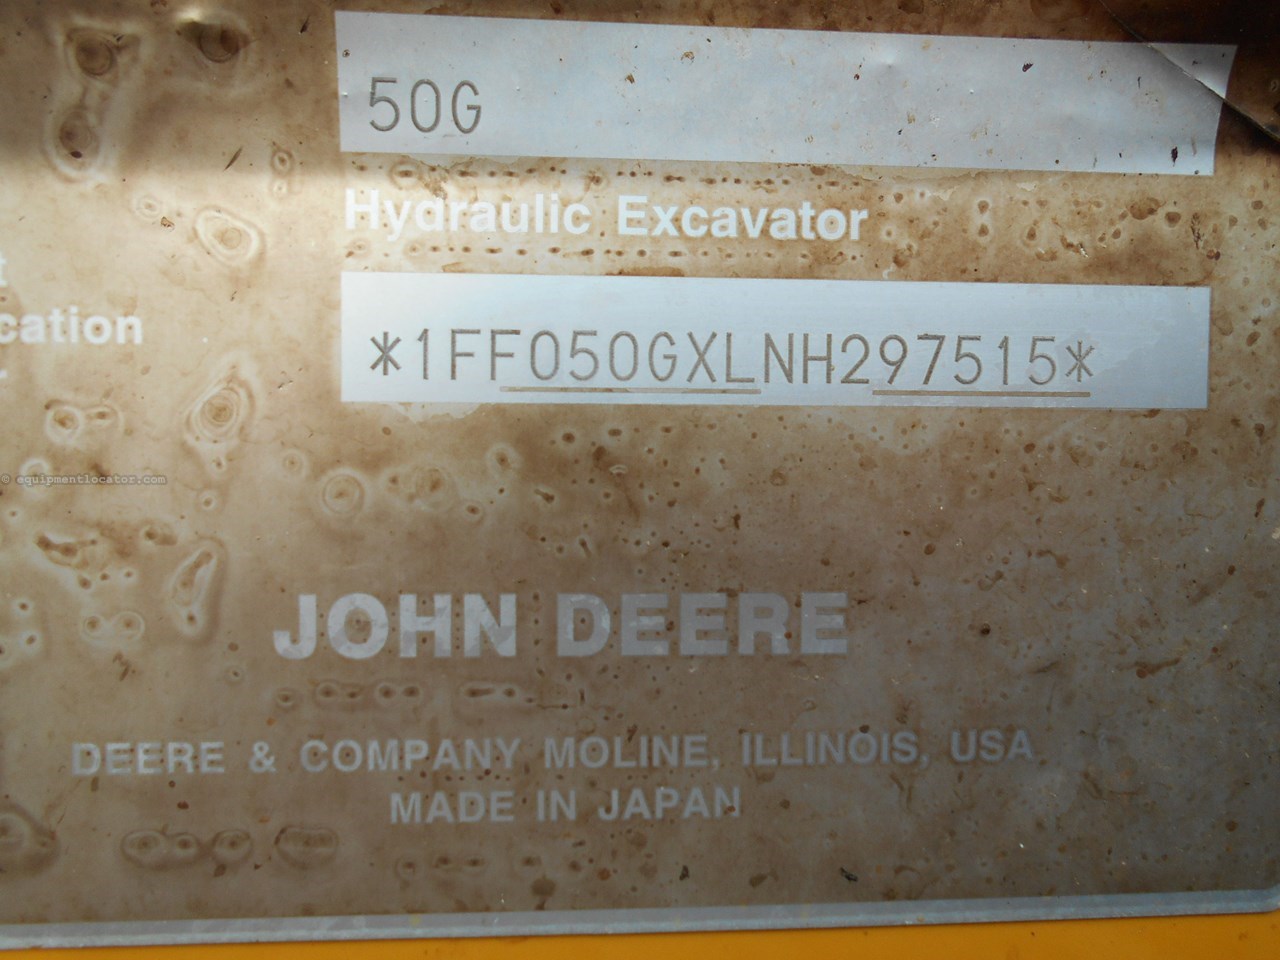 50G
Hydraulic Excavator
cation
*1FF050GXLNH297515*
© equipmentlocator.com
JOHN DEERE
DEERE & COMPANY MOLINE, ILLINOIS, USA
MADE IN JAPAN